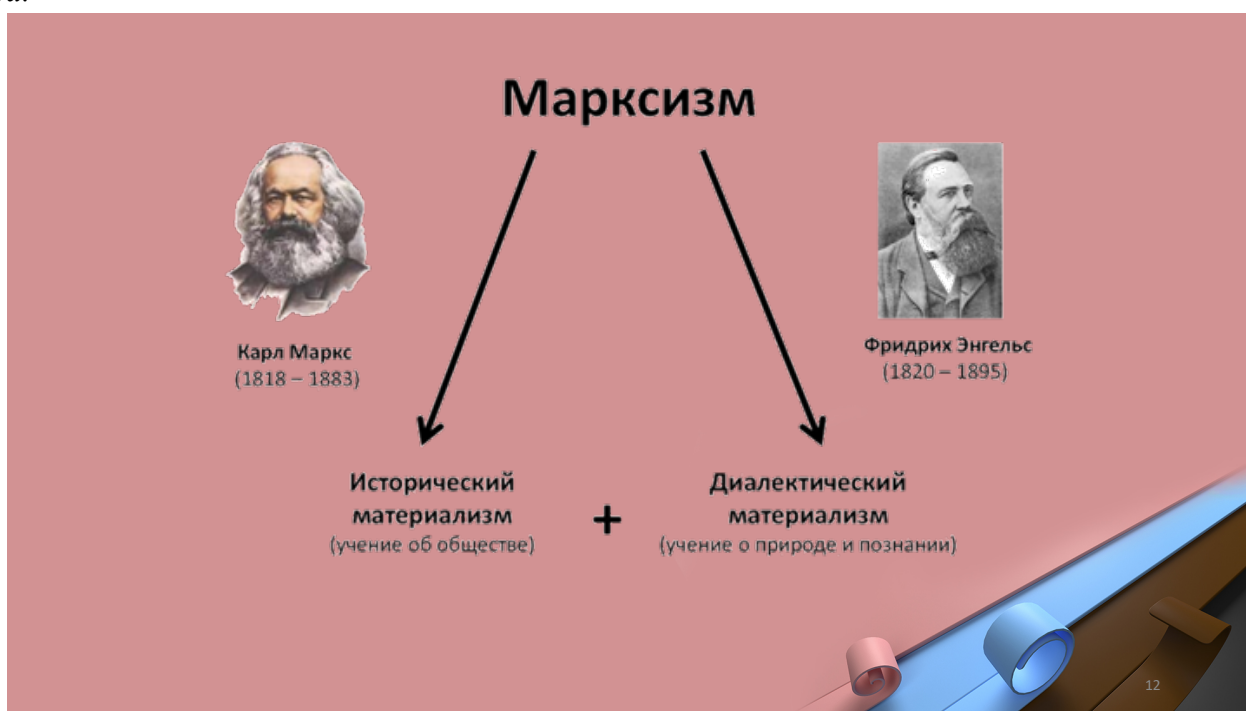 Марксизм
Карл Маркс
(1818 – 1883)
Фридрих Энгельс
(1820 – 1895)
Исторический
материализм
(учение об обществе)
+
Диалектический
материализм
(учение о природе и познании)
12